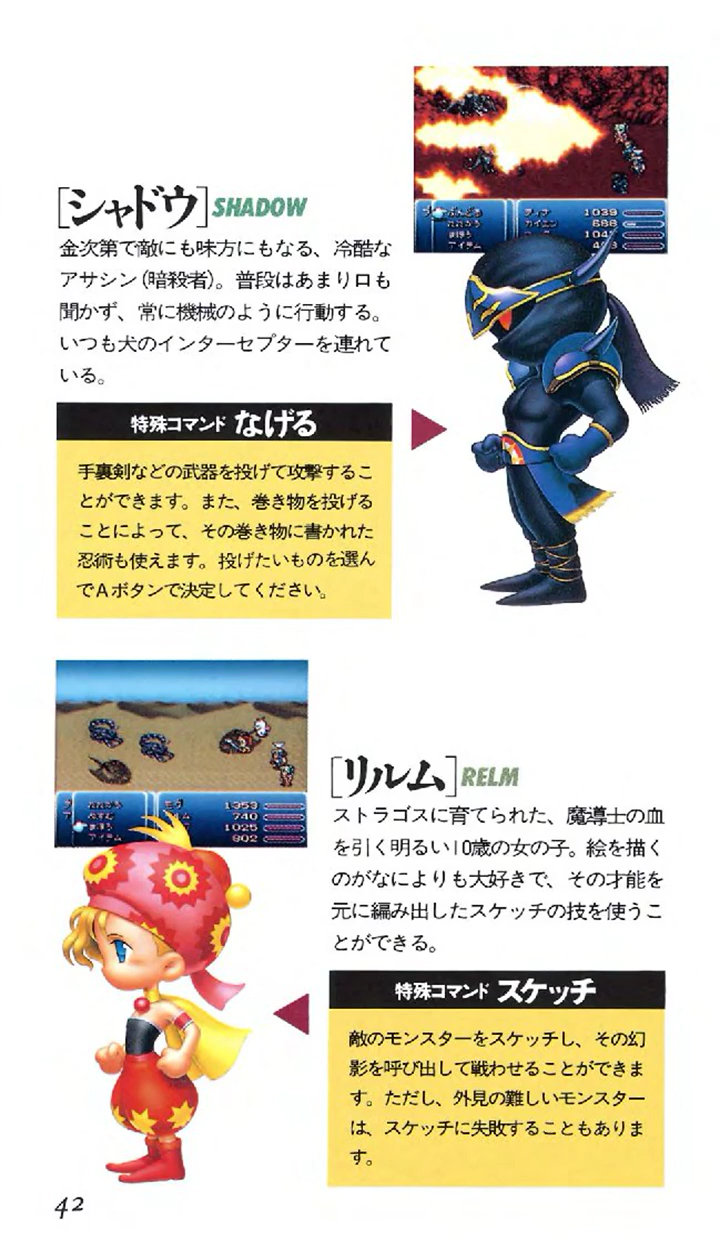 [シャドウ]SHADOW
金次第で敵にも味方にもなる、冷酷な
アサシン(暗殺者)。普段はあまり口も
聞かず、常に機械のように行動する。
いつも犬のインターセプターを連れて
いる。
特殊コマンド なげる
手裏剣などの武器を投げて攻撃するこ
とができます。また、巻き物を投げる
ことによって、その巻き物に書かれた
忍術も使えます。投げたいものを選ん
でAボタンで決定してください。
ティナ 1039
カイエン
[リルム]RELM
ストラゴスに育てられた、魔導士の血
を引く明るい10歳の女の子。絵を描く
のがなによりも大好きで、その才能を
元に編み出したスケッチの技を使うこ
とができる。
特殊コマンド スケッチ
敵のモンスターをスケッチし、その幻
影を呼び出して戦わせることができま
す。ただし、外見の難しいモンスター
は、スケッチに失敗することもありま
す。
モグ 1353
740
まほう 1025
アイテム 802
42